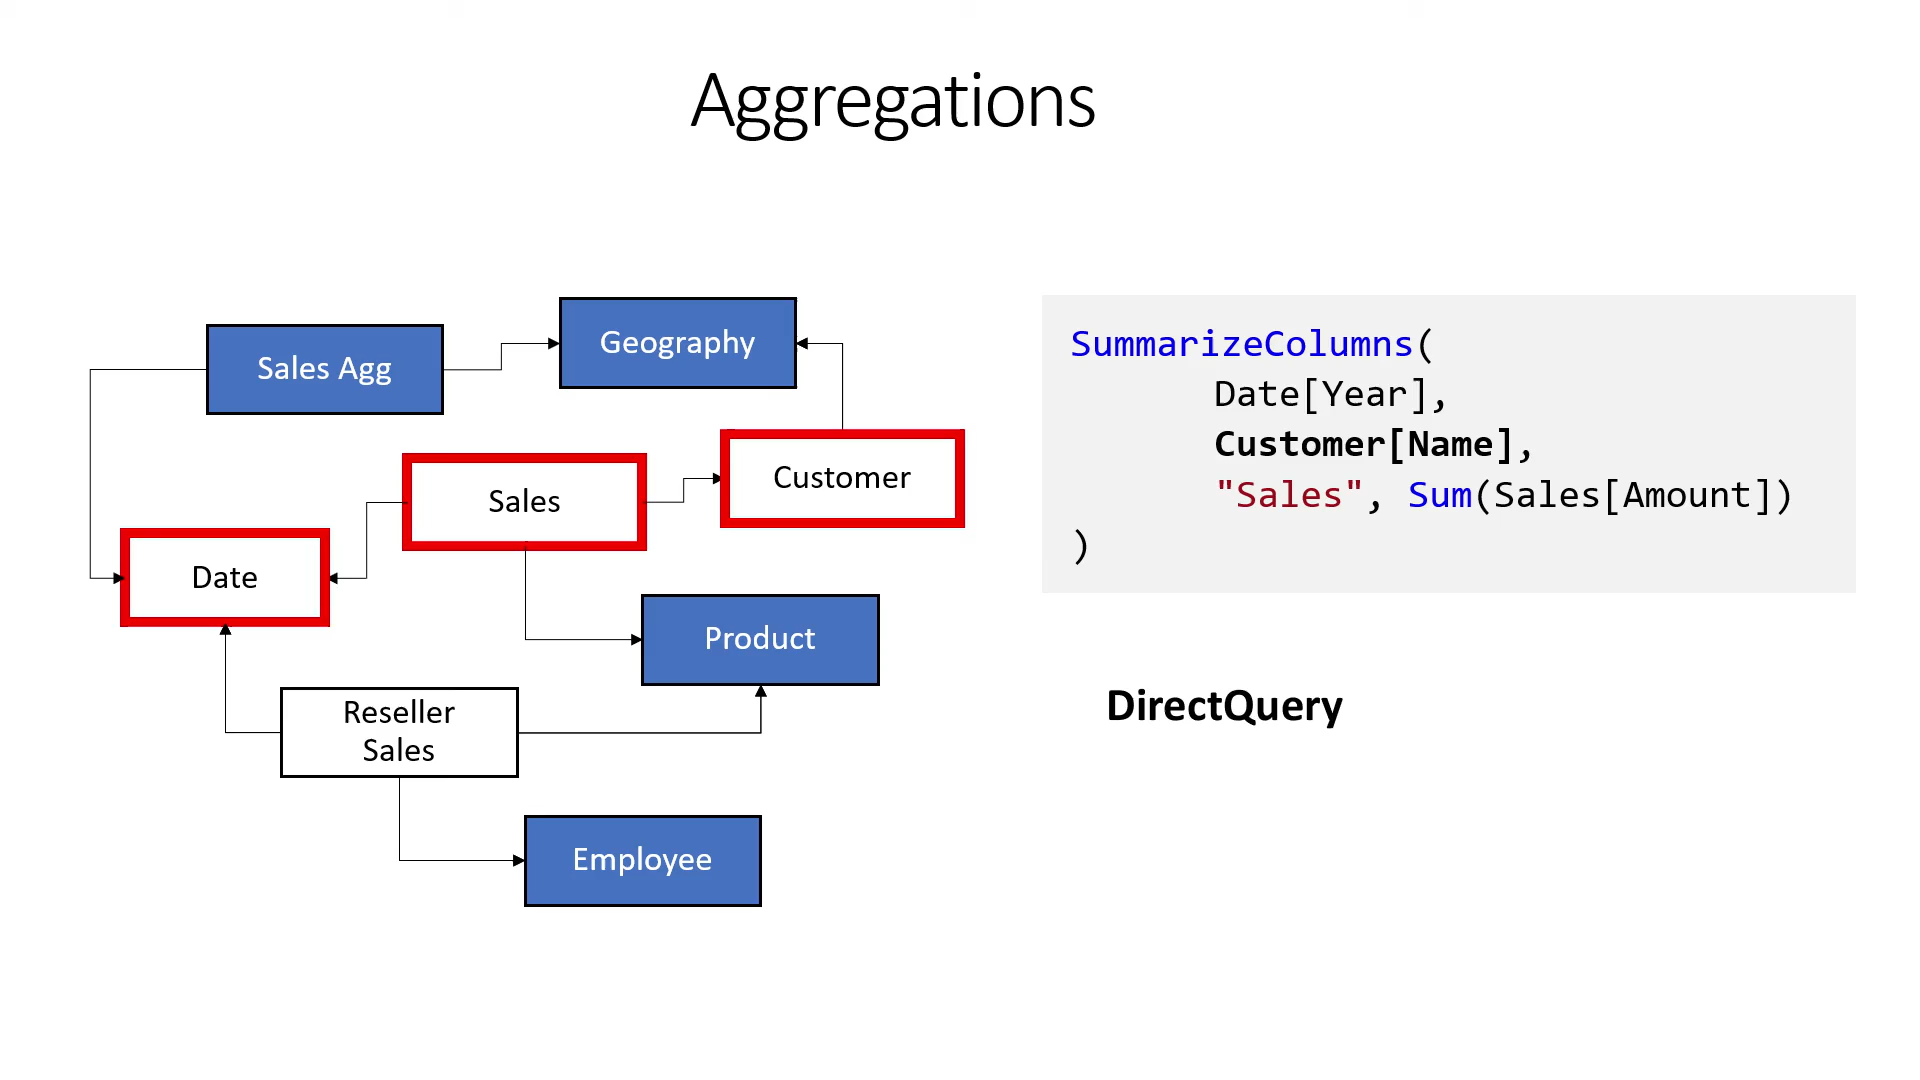 Aggregations
Sales Agg
Geography
Sales
Customer
Date
Product
Reseller
Sales
Employee
SummarizeColumns(
Date[Year],
Customer[Name],
"Sales", Sum(Sales[Amount])
)
DirectQuery